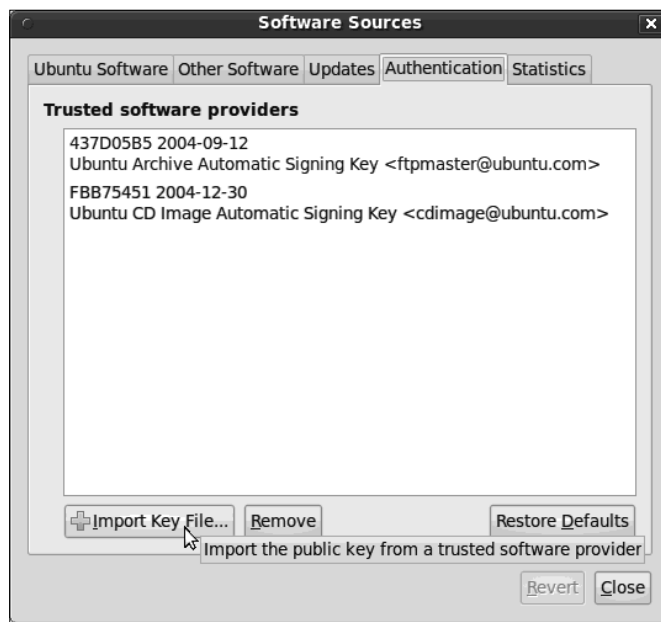 Software Sources
Ubuntu Software Other Software Updates Authentication Statistics
Trusted software providers
437D05B5 2004-09-12
Ubuntu Archive Automatic Signing Key <ftpmaster@ubuntu.com>
FBB75451 2004-12-30
Ubuntu CD Image Automatic Signing Key <cdimage@ubuntu.com>
Import Key File... Remove Restore Defaults
Import the public key from a trusted software provider
Revert Close